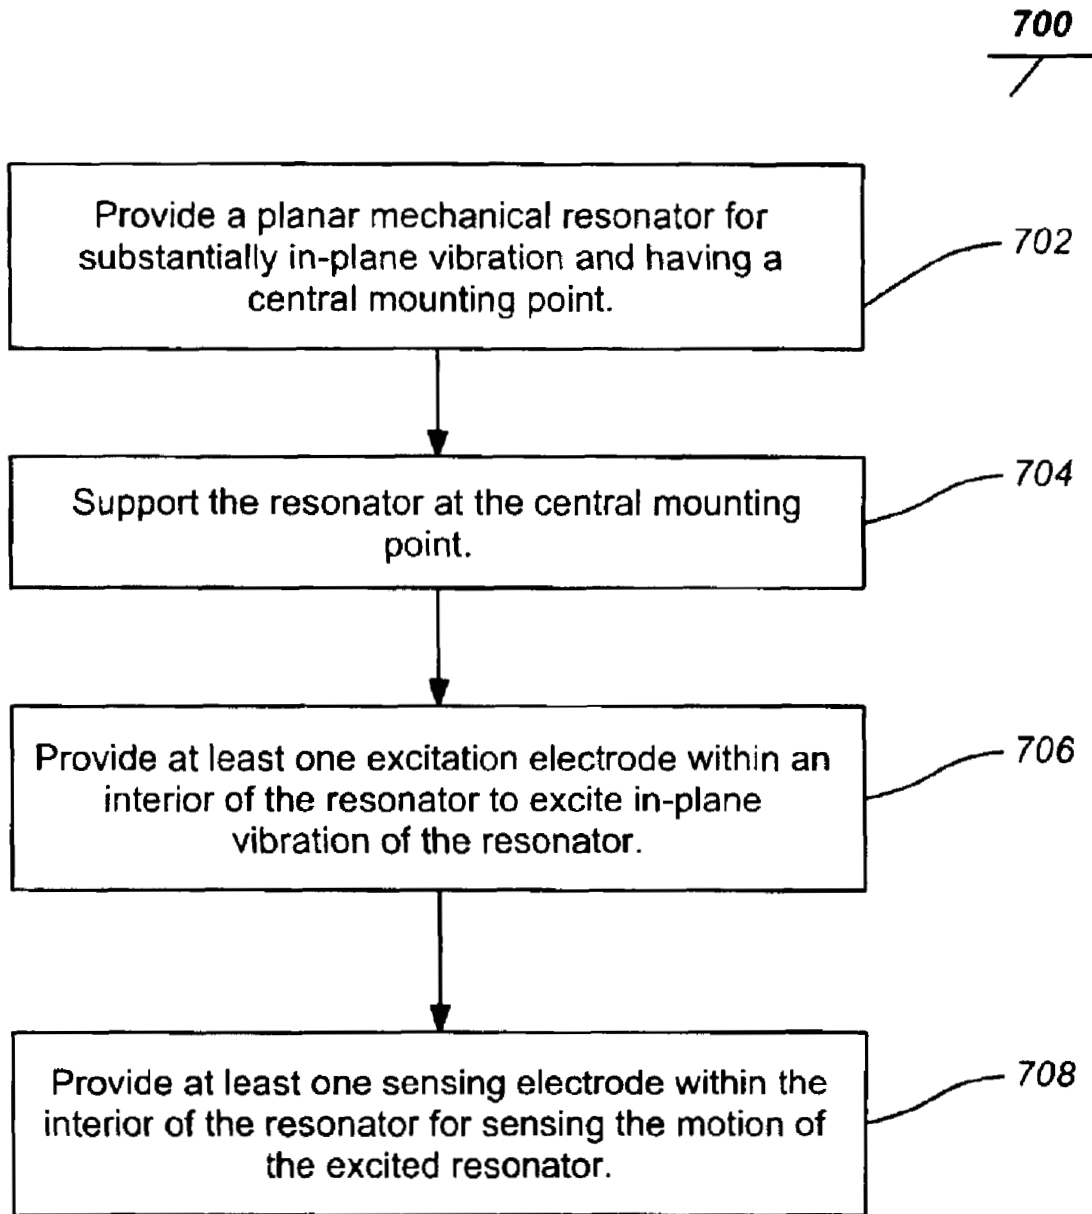 700
Provide a planar mechanical resonator for
substantially in-plane vibration and having a
central mounting point.
702
Support the resonator at the central mounting
point.
704
Provide at least one excitation electrode within an
interior of the resonator to excite in-plane
vibration of the resonator.
706
Provide at least one sensing electrode within the
interior of the resonator for sensing the motion of
the excited resonator.
708